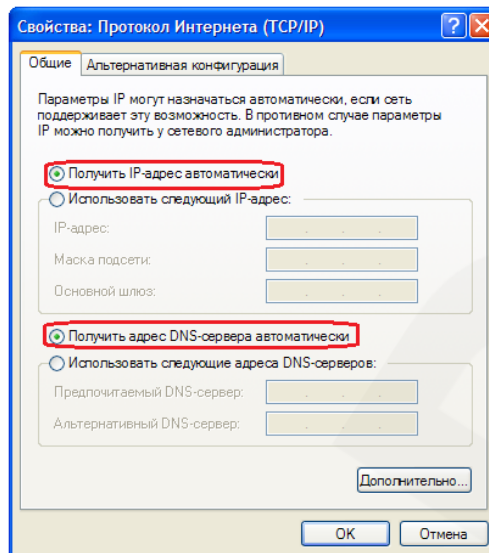 Свойства: Протокол Интернета (TCP/IP)
Общие
Альтернативная конфигурация
Параметры IP могут назначаться автоматически, если сеть
поддерживает эту возможность. В противном случае параметры
IP можно получить у сетевого администратора.
Получить IP-адрес автоматически
Использовать следующий IP-адрес:
IP-адрес:
Маска подсети:
Основной шлюз:
Получить адрес DNS-сервера автоматически
Использовать следующие адреса DNS-серверов:
Предпочитаемый DNS-сервер:
Альтернативный DNS-сервер:
Дополнительно...
OK
Отмена